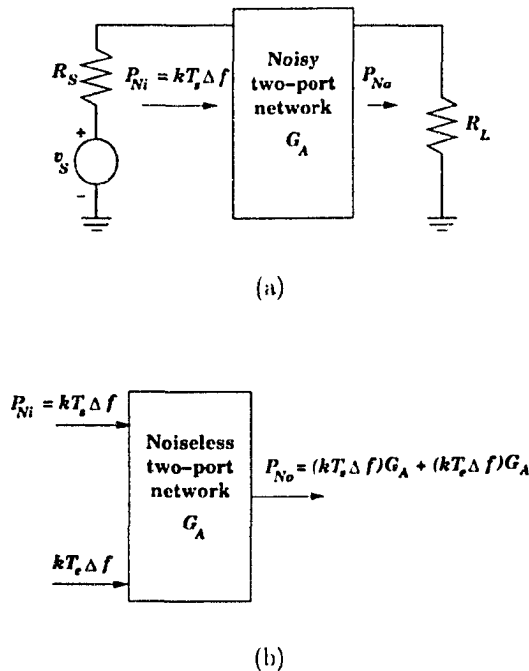 R_S
P_Ni = kT_s Δf
Noisy
two-port
network
G_A
P_No
+
v_S
−
R_L
(a)
P_Ni = kT_s Δf
Noiseless
two-port
network
G_A
P_No = (kT_s Δf)G_A + (kT_e Δf)G_A
kT_e Δf
(b)